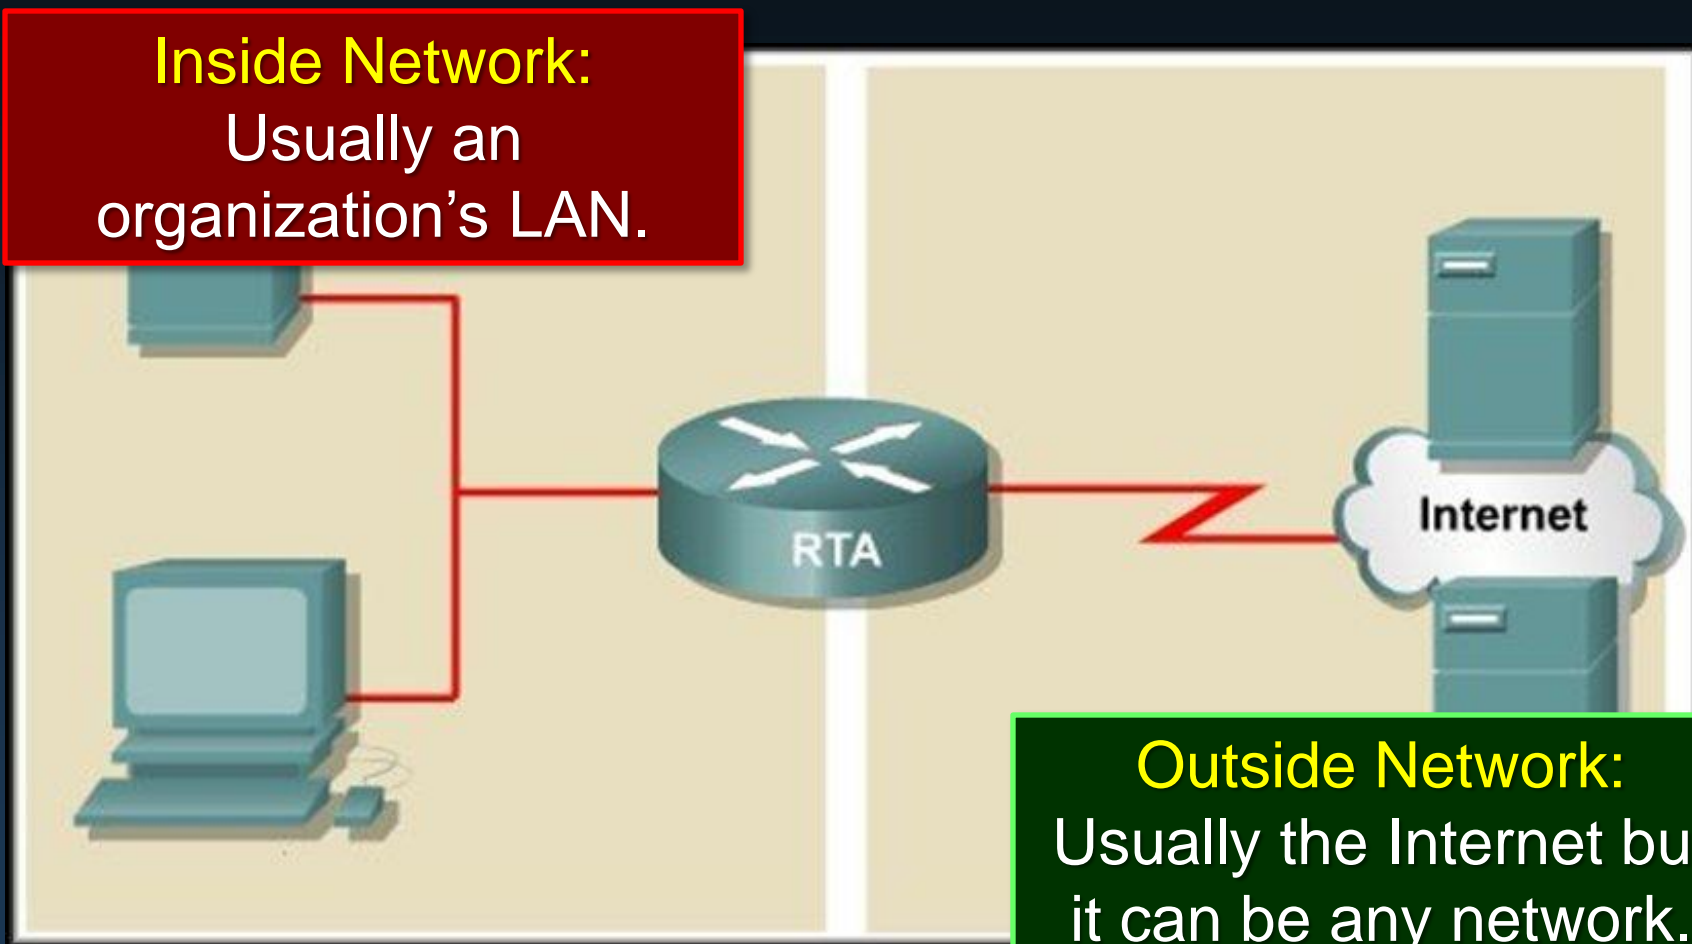 Inside Network:
Usually an
organization’s LAN.
RTA
Internet
Outside Network:
Usually the Internet bu
it can be any network.